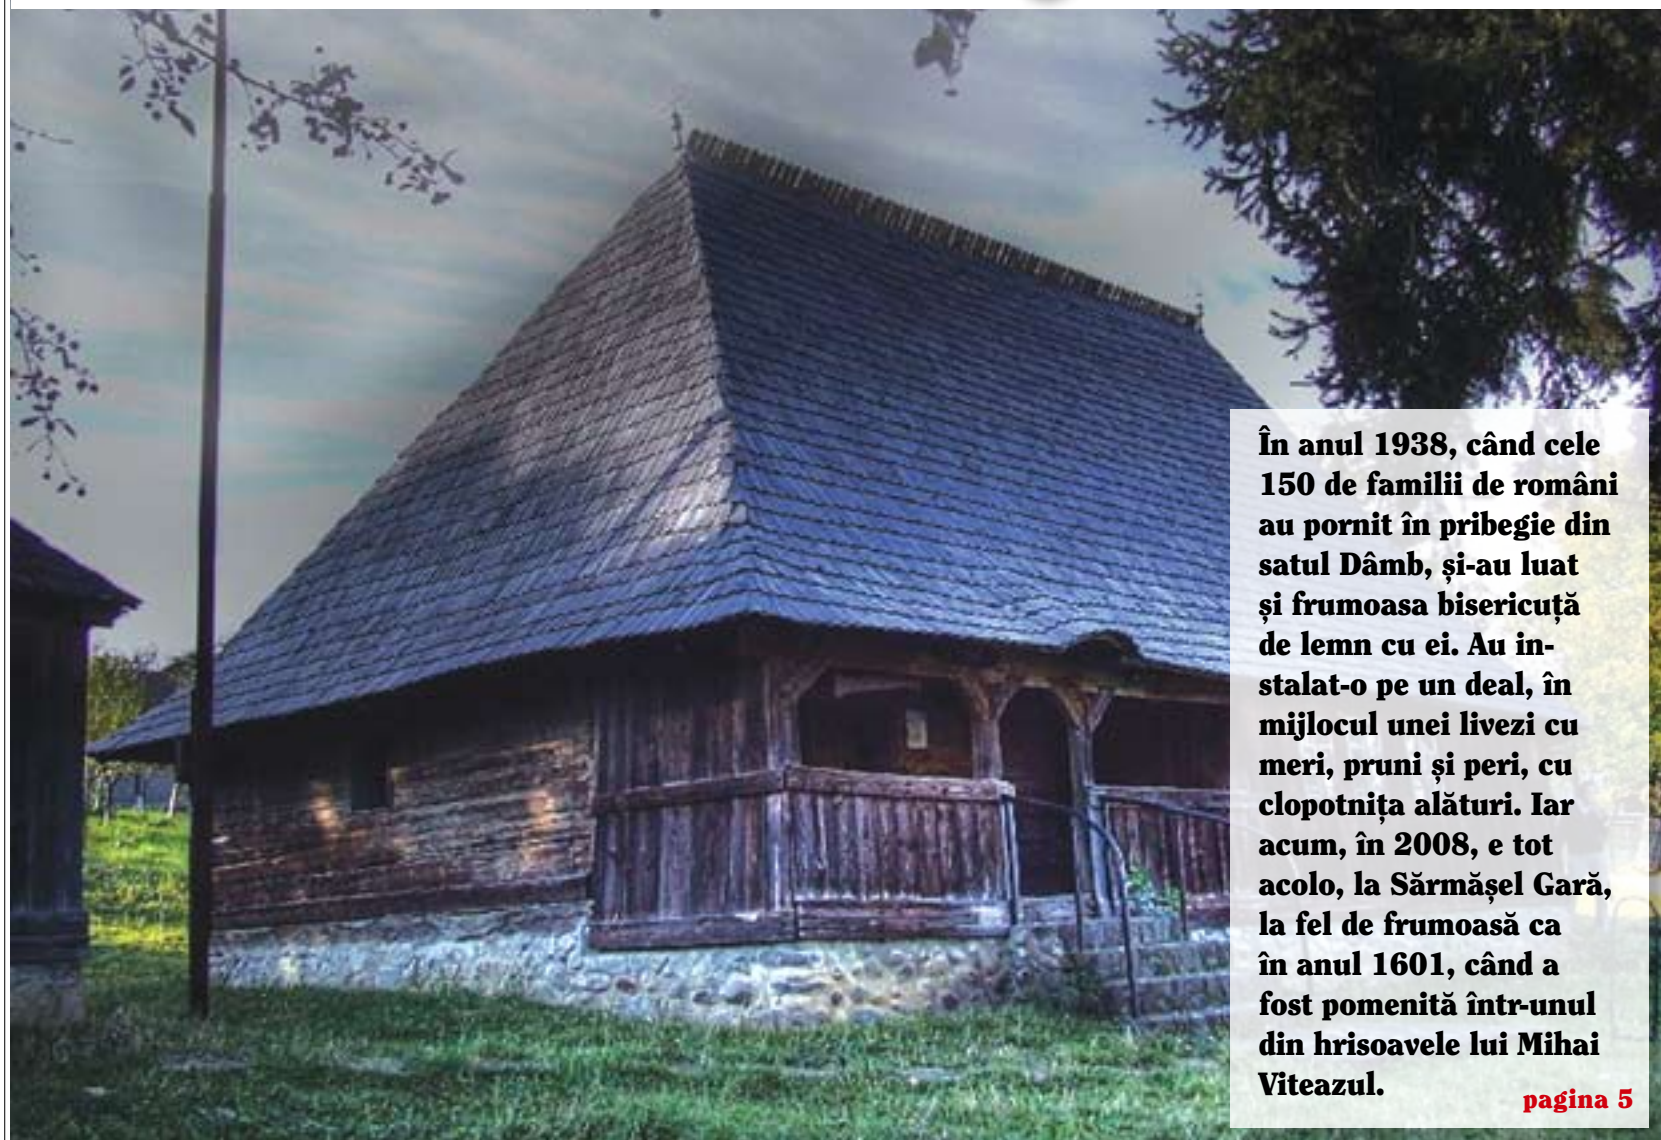 În anul 1938, când cele
150 de familii de români
au pornit în pribegie din
satul Dâmb, și-au luat
și frumoasa bisericuță
de lemn cu ei. Au in-
stalat-o pe un deal, în
mijlocul unei livezi cu
meri, pruni și peri, cu
clopotnița alături. Iar
acum, în 2008, e tot
acolo, la Sărmășel Gară,
la fel de frumoasă ca
în anul 1601, când a
fost pomenită într-unul
din hrisoavele lui Mihai
Viteazul.
pagina 5